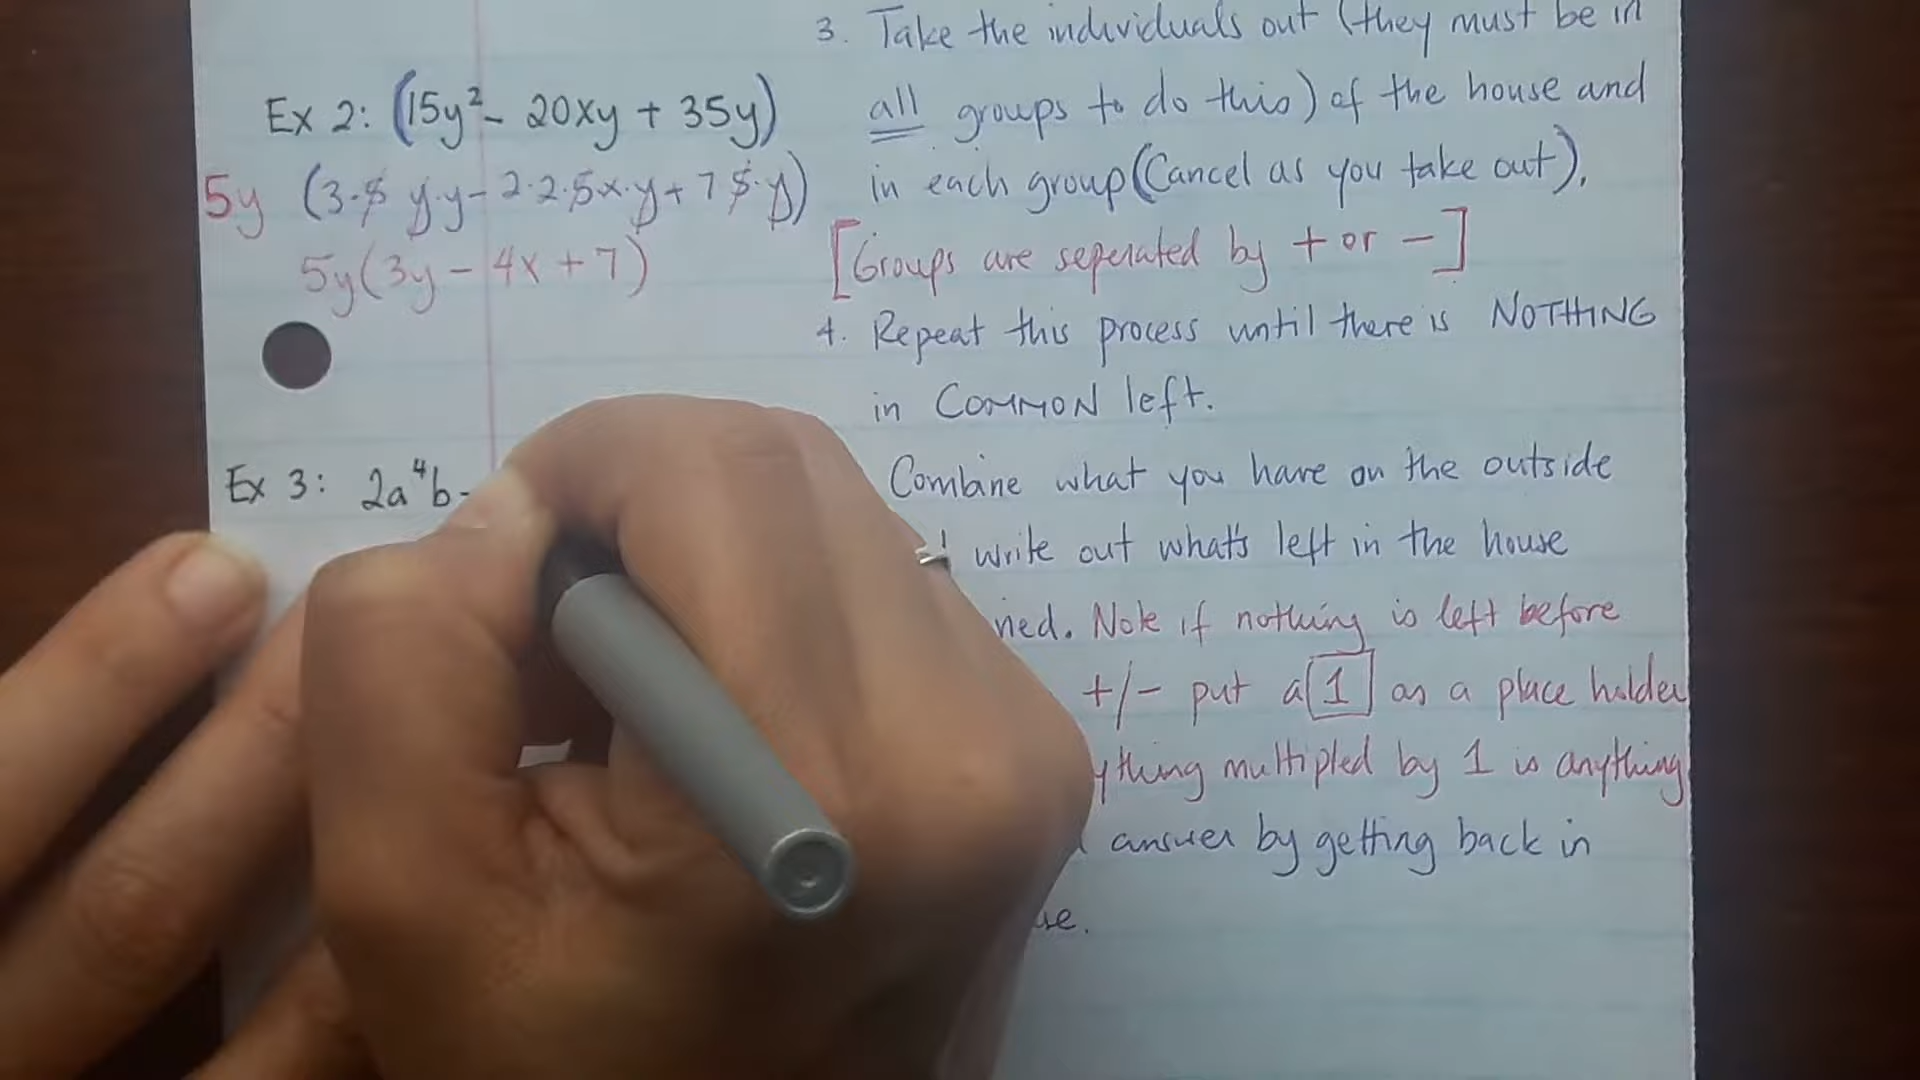 3. Take the individuals out (they must be in
all groups to do this) of the house and
in each group (Cancel as you take out).
[Groups are seperated by + or -]
4. Repeat this process until there is NOTHING
in COMMON left.
Combine what you have on the outside
write out what's left in the house
ned. Note if nothing is left before
+/- put a 1 as a place holder
ything multipled by 1 is anything
answer by getting back in
Ex 2: (15y² - 20xy + 35y)
5y (3·5 y·y - 2·2·5x·y + 7 5·y)
5y(3y - 4x + 7)
Ex 3: 2a⁴b -